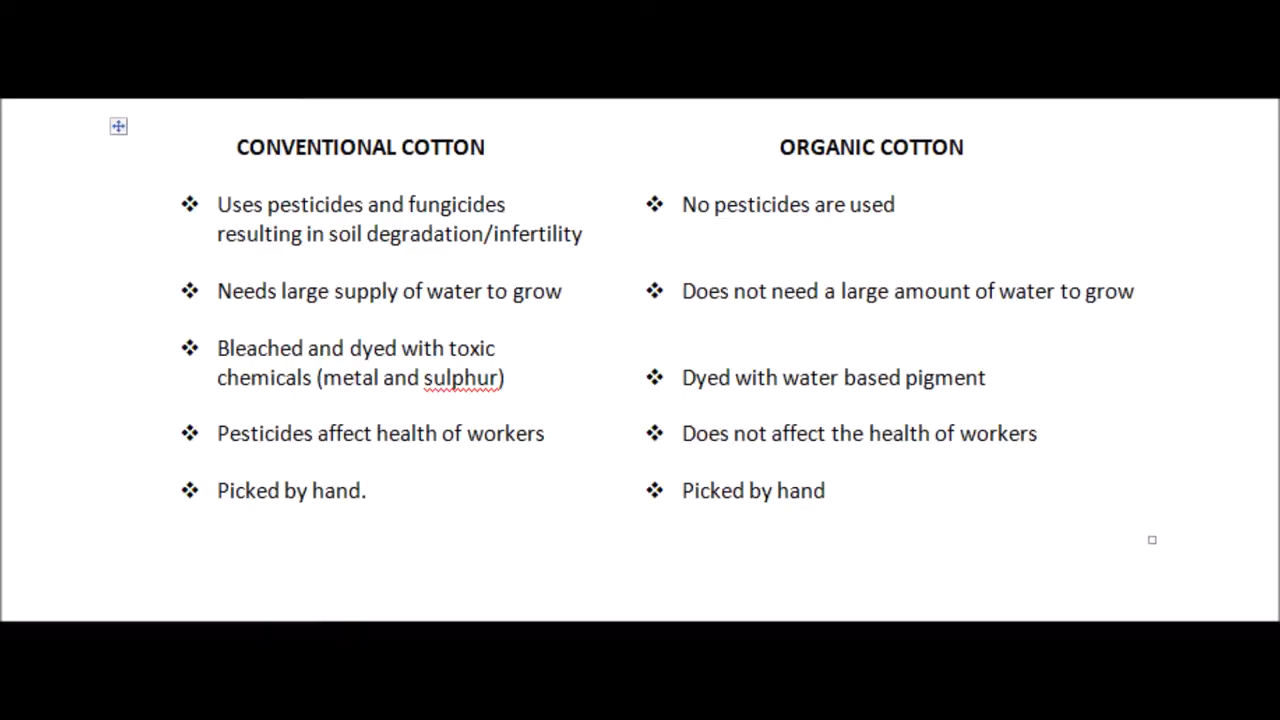 CONVENTIONAL COTTON
ORGANIC COTTON
❖ Uses pesticides and fungicides
resulting in soil degradation/infertility
❖ No pesticides are used
❖ Needs large supply of water to grow
❖ Does not need a large amount of water to grow
❖ Bleached and dyed with toxic
chemicals (metal and sulphur)
❖ Dyed with water based pigment
❖ Pesticides affect health of workers
❖ Does not affect the health of workers
❖ Picked by hand.
❖ Picked by hand